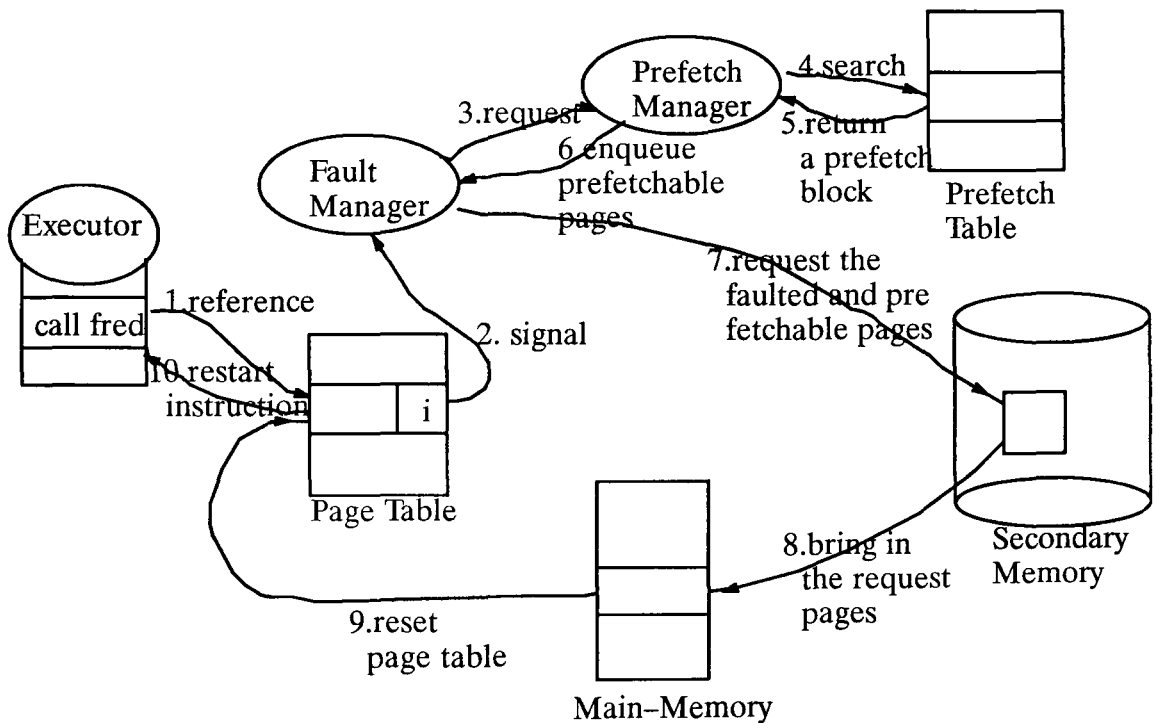 Prefetch
Manager
4.search
3.request
5.return
a prefetch
block
Prefetch
Table
6 enqueue
prefetchable
pages
Fault
Manager
Executor
call fred
1.reference
2. signal
10.restart
instruction
i
Page Table
7.request the
faulted and pre
fetchable pages
Secondary
Memory
8.bring in
the request
pages
9.reset
page table
Main–Memory